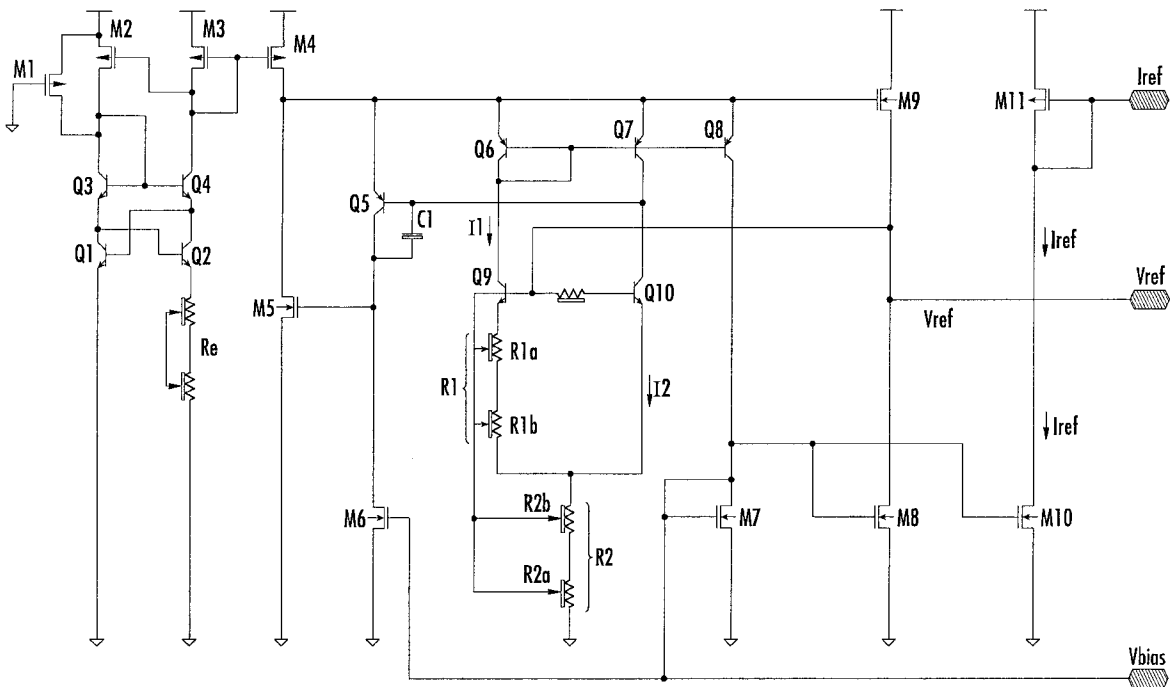 M2
M3
M4
M1
M9
M11
Iref
Q6
Q7
Q8
Q3
Q4
Q5
C1
I1
Iref
Q1
Q2
Q9
Q10
M5
Vref
Vref
Re
R1a
R1
I2
R1b
Iref
R2b
M6
R2
M7
M8
M10
R2a
Vbias